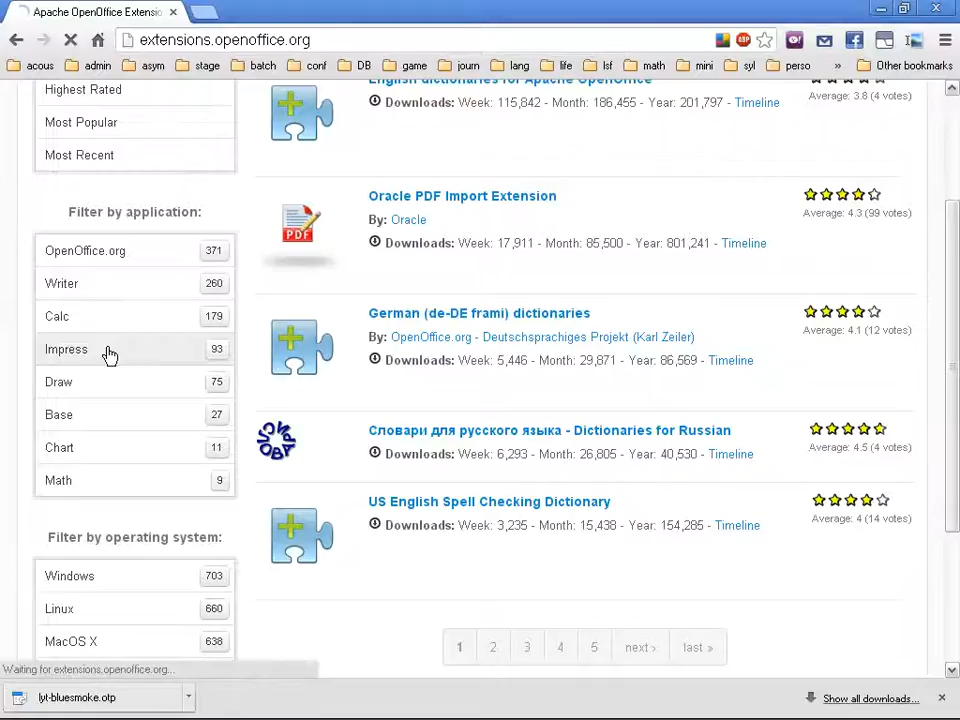 Apache OpenOffice Extensio
extensions.openoffice.org
acous admin asym stage batch conf DB game journ lang life lsf math mini syl perso » Other bookmarks
Highest Rated
Most Popular
Most Recent
Filter by application:
OpenOffice.org 371
Writer 260
Calc 179
Impress 93
Draw 75
Base 27
Chart 11
Math 9
Filter by operating system:
Windows 703
Linux 660
MacOS X 638
English dictionaries for Apache OpenOffice
Downloads: Week: 115,842 - Month: 186,455 - Year: 201,797 - Timeline
Average: 3.8 (4 votes)
Oracle PDF Import Extension
By: Oracle
Downloads: Week: 17,911 - Month: 85,500 - Year: 801,241 - Timeline
Average: 4.3 (99 votes)
PDF
German (de-DE frami) dictionaries
By: OpenOffice.org - Deutschsprachiges Projekt (Karl Zeiler)
Downloads: Week: 5,446 - Month: 29,871 - Year: 86,569 - Timeline
Average: 4.1 (12 votes)
Словари для русского языка - Dictionaries for Russian
Downloads: Week: 6,293 - Month: 26,805 - Year: 40,530 - Timeline
Average: 4.5 (4 votes)
US English Spell Checking Dictionary
Downloads: Week: 3,235 - Month: 15,438 - Year: 154,285 - Timeline
Average: 4 (14 votes)
1 2 3 4 5 next › last »
Waiting for extensions.openoffice.org...
lyt-bluesmoke.otp
Show all downloads...